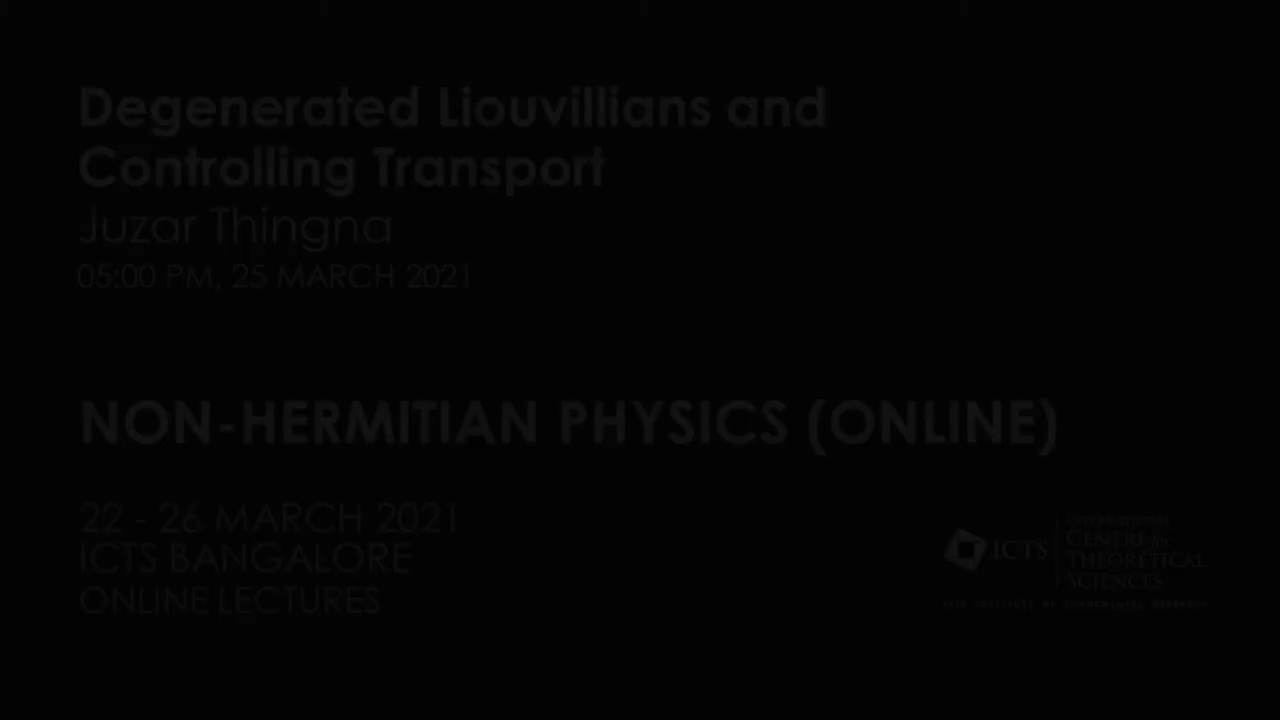 Degenerated Liouvillians and
Controlling Transport
Juzar Thingna
05:00 PM, 25 MARCH 2021
NON-HERMITIAN PHYSICS (ONLINE)
22 - 26 MARCH 2021
ICTS BANGALORE
ONLINE LECTURES
ICTS
INTERNATIONAL
CENTRE for
THEORETICAL
SCIENCES